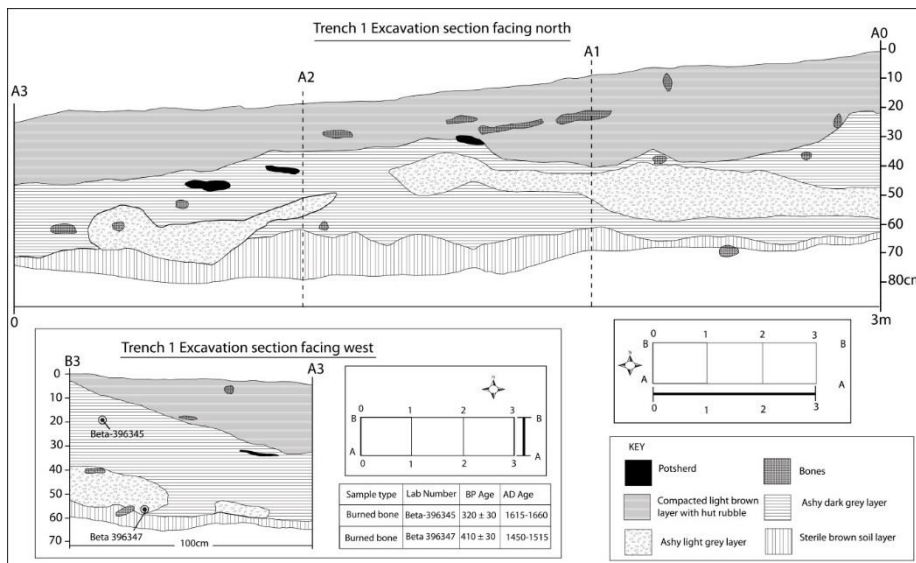 Trench 1 Excavation section facing north
A3
A2
A1
A0
0
10
20
30
40
50
60
70
80cm
0
3m
Trench 1 Excavation section facing west
B3
A3
0
10
20
30
40
50
60
70
Beta-396345
Beta 396347
100cm
N
0 1 2 3
B B
A A
Sample type Lab Number BP Age AD Age
Burned bone Beta-396345 320 ± 30 1615-1660
Burned bone Beta 396347 410 ± 30 1450-1515
0 1 2 3
B B
N
A A
0 1 2 3
KEY
Potsherd
Bones
Compacted light brown
layer with hut rubble
Ashy dark grey layer
Ashy light grey layer
Sterile brown soil layer